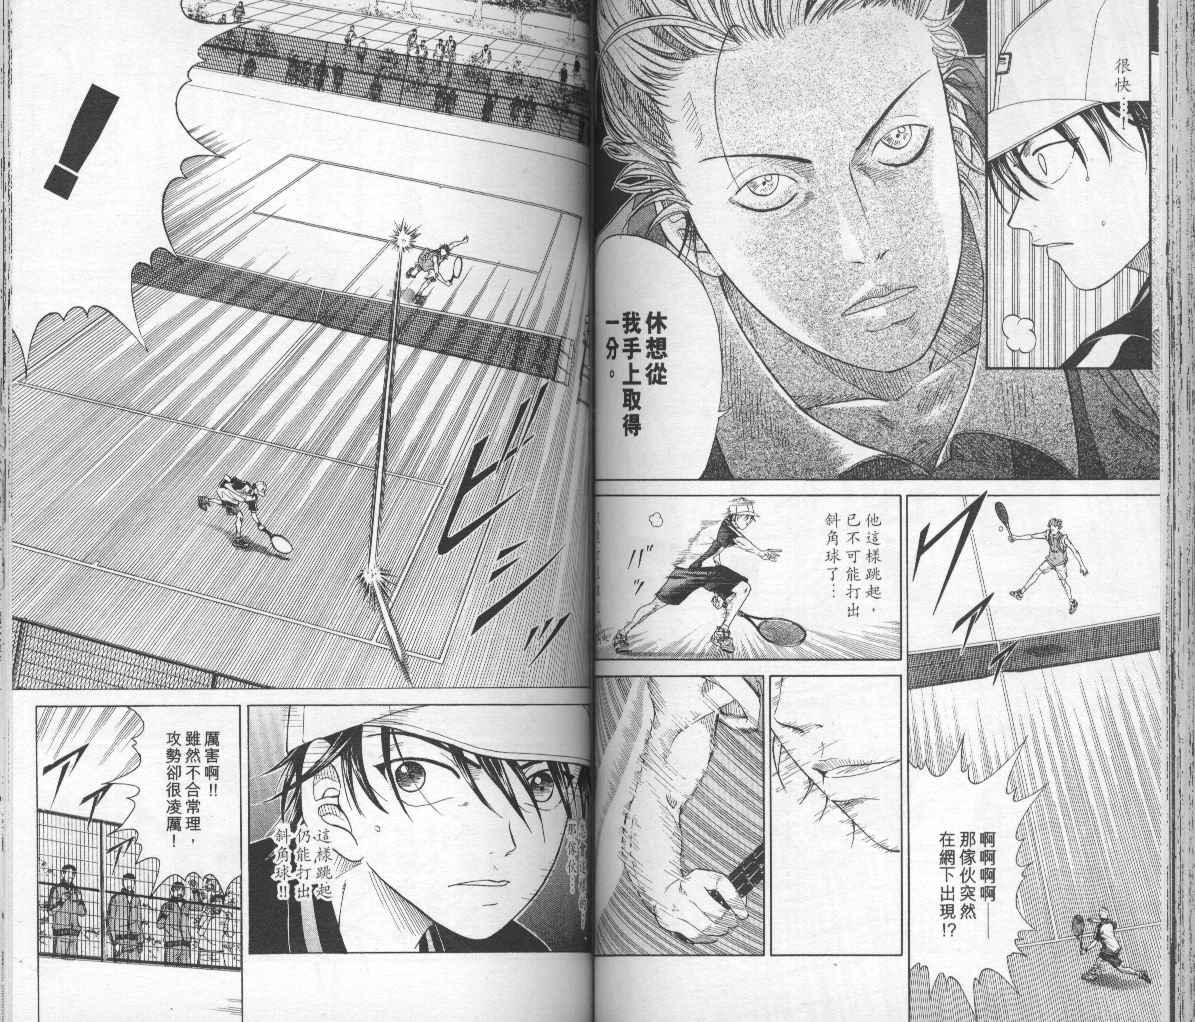 很快…!
休想從
我手上取得
一分。
啊啊啊啊——
那傢伙突然
在網下出現!?
他這樣跳起，
已不可能打出
斜角球了…
!
ビッ
這樣跳起
仍能打出
斜角球!!
厲害啊!!
雖然不合常理，
攻勢卻很凌厲！